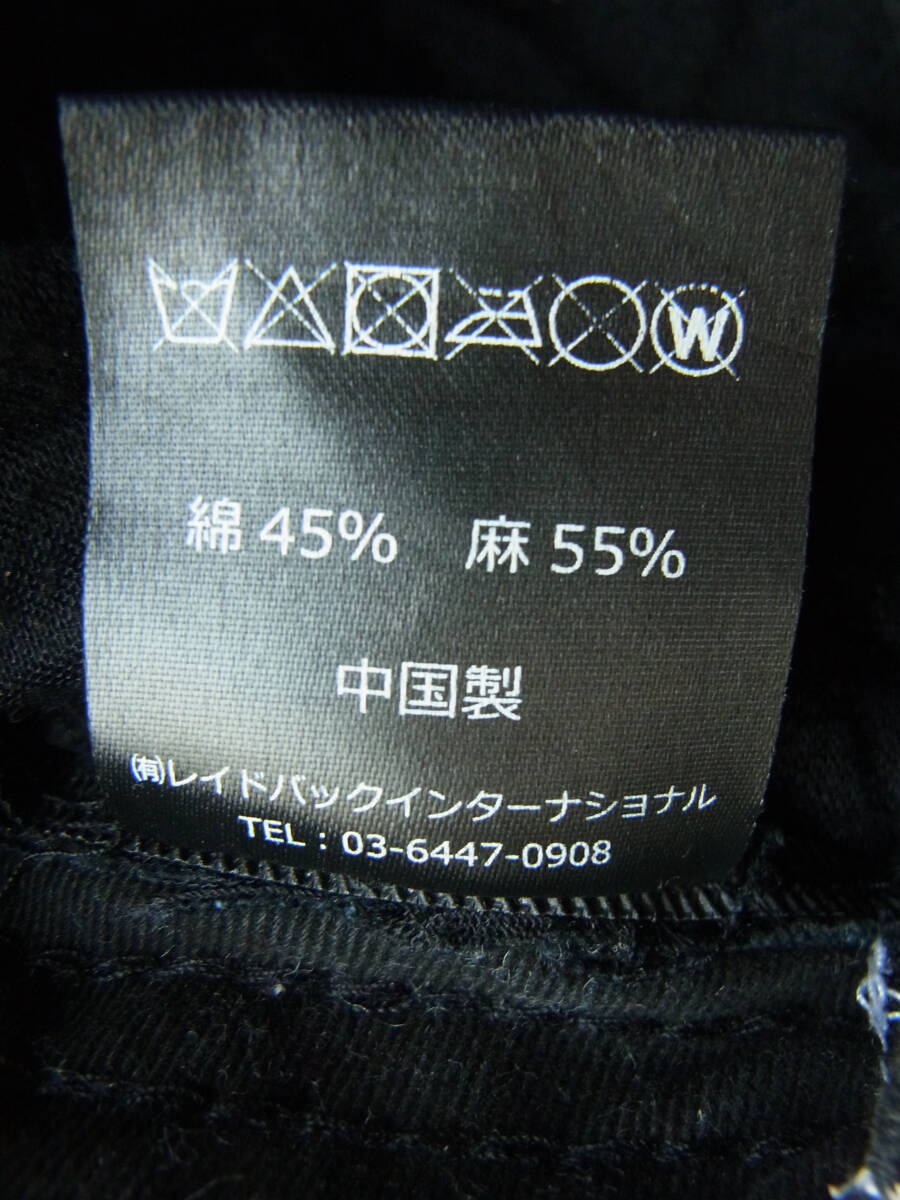 W
綿 45% 麻 55%
中国製
㈲レイドバックインターナショナル
TEL : 03-6447-0908